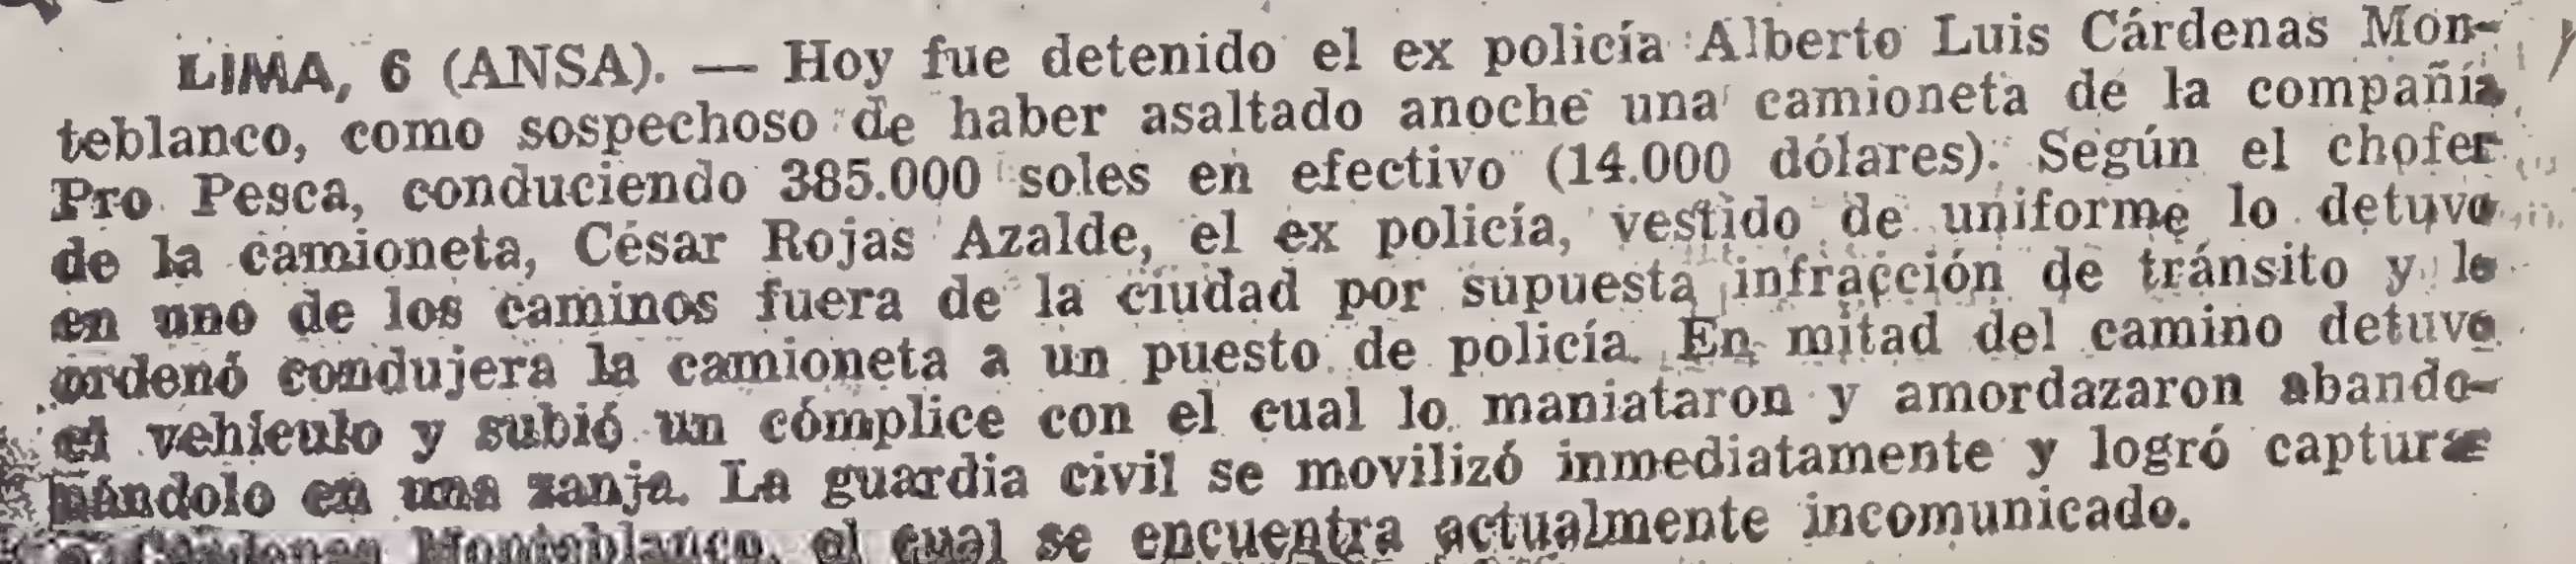 LIMA, 6 (ANSA). — Hoy fue detenido el ex policía Alberto Luis Cárdenas Mon-
teblanco, como sospechoso de haber asaltado anoche una camioneta de la compañía
Pro Pesca, conduciendo 385.000 soles en efectivo (14.000 dólares). Según el chofer
de la camioneta, César Rojas Azalde, el ex policía, vestido de uniforme lo detuvo
en uno de los caminos fuera de la ciudad por supuesta infracción de tránsito y le
ordenó condujera la camioneta a un puesto de policía. En mitad del camino detuvo
el vehículo y subió un cómplice con el cual lo maniataron y amordazaron abando-
nándolo en una zanja. La guardia civil se movilizó inmediatamente y logró capturar
a Cárdenas Monteblanco, el cual se encuentra actualmente incomunicado.